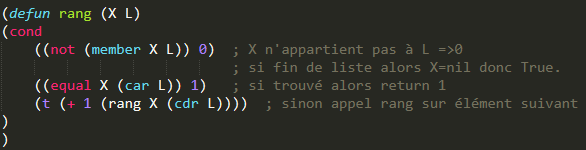 (defun rang (X L)
(cond
((not (member X L)) 0) ; X n'appartient pas à L =>0
; si fin de liste alors X=nil donc True.
((equal X (car L)) 1) ; si trouvé alors return 1
(t (+ 1 (rang X (cdr L)))) ; sinon appel rang sur élément suivant
)
)